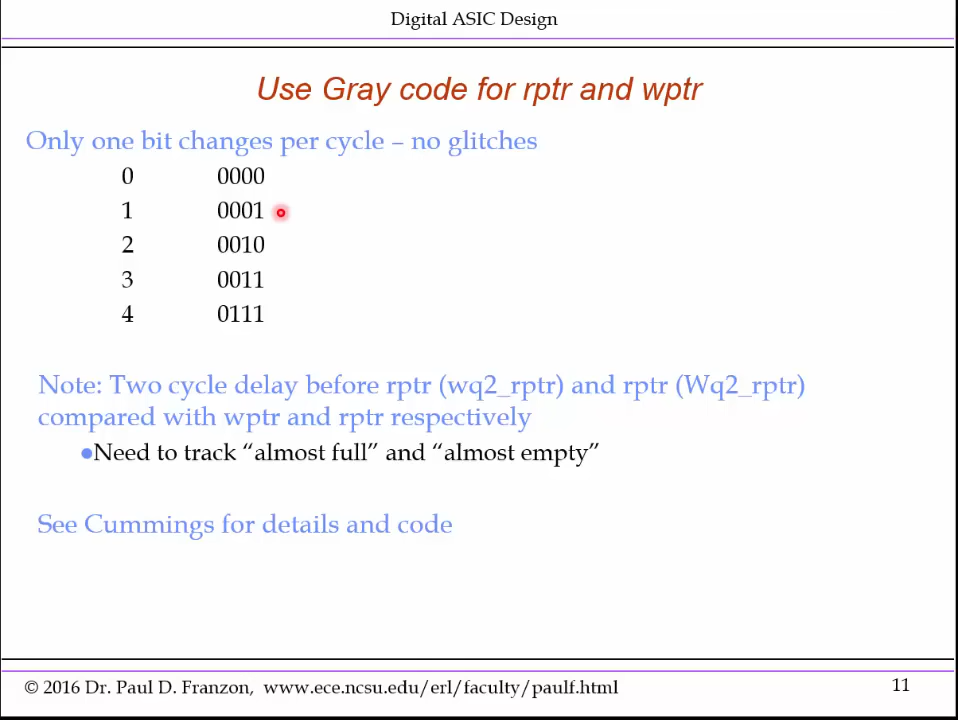 Digital ASIC Design
Use Gray code for rptr and wptr
Only one bit changes per cycle – no glitches
0 0000
1 0001
2 0010
3 0011
4 0111
Note: Two cycle delay before rptr (wq2_rptr) and rptr (Wq2_rptr)
compared with wptr and rptr respectively
●Need to track “almost full” and “almost empty”
See Cummings for details and code
© 2016 Dr. Paul D. Franzon, www.ece.ncsu.edu/erl/faculty/paulf.html
11